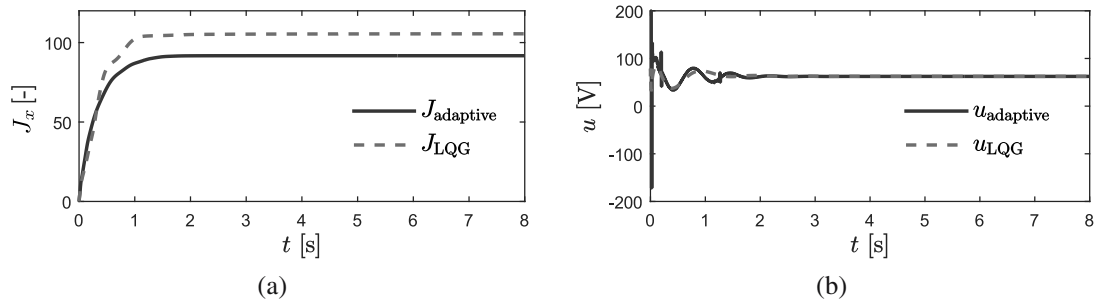 100
50
0
J_x [-]
J_adaptive
J_LQG
0 1 2 3 4 5 6 7 8
t [s]
(a)
200
100
0
-100
-200
u [V]
u_adaptive
u_LQG
0 1 2 3 4 5 6 7 8
t [s]
(b)